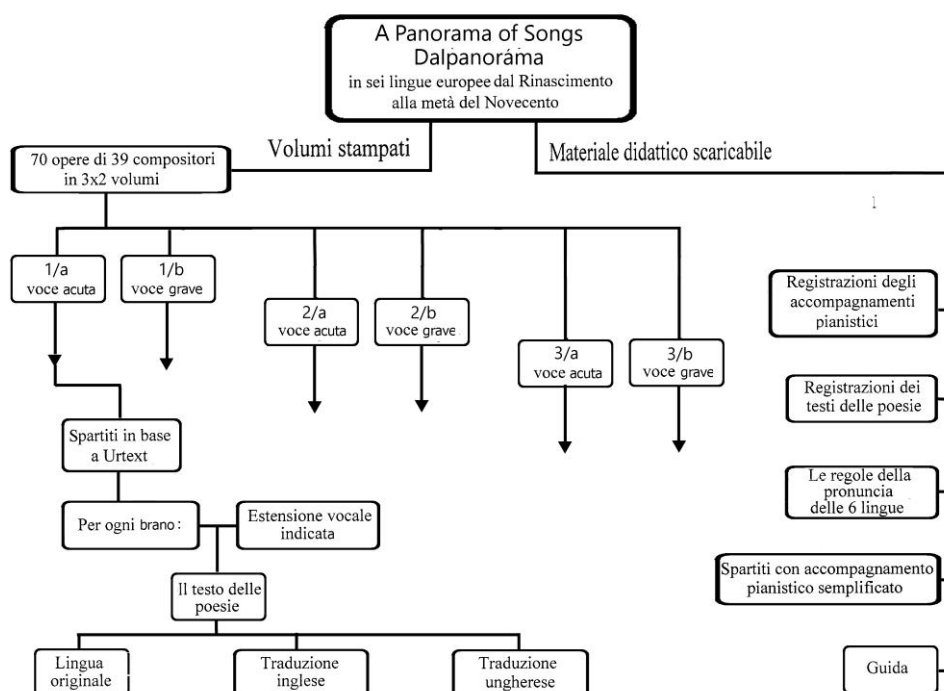 A Panorama of Songs
Dalpanoráma
in sei lingue europee dal Rinascimento
alla metà del Novecento
Volumi stampati
Materiale didattico scaricabile
70 opere di 39 compositori
in 3x2 volumi
1
1/a
voce acuta
1/b
voce grave
2/a
voce acuta
2/b
voce grave
3/a
voce acuta
3/b
voce grave
Registrazioni degli
accompagnamenti
pianistici
Registrazioni dei
testi delle poesie
Le regole della
pronuncia
delle 6 lingue
Spartiti con accompagnamento
pianistico semplificato
Guida
Spartiti in base
a Urtext
Per ogni brano:
Estensione vocale
indicata
Il testo delle
poesie
Lingua
originale
Traduzione
inglese
Traduzione
ungherese